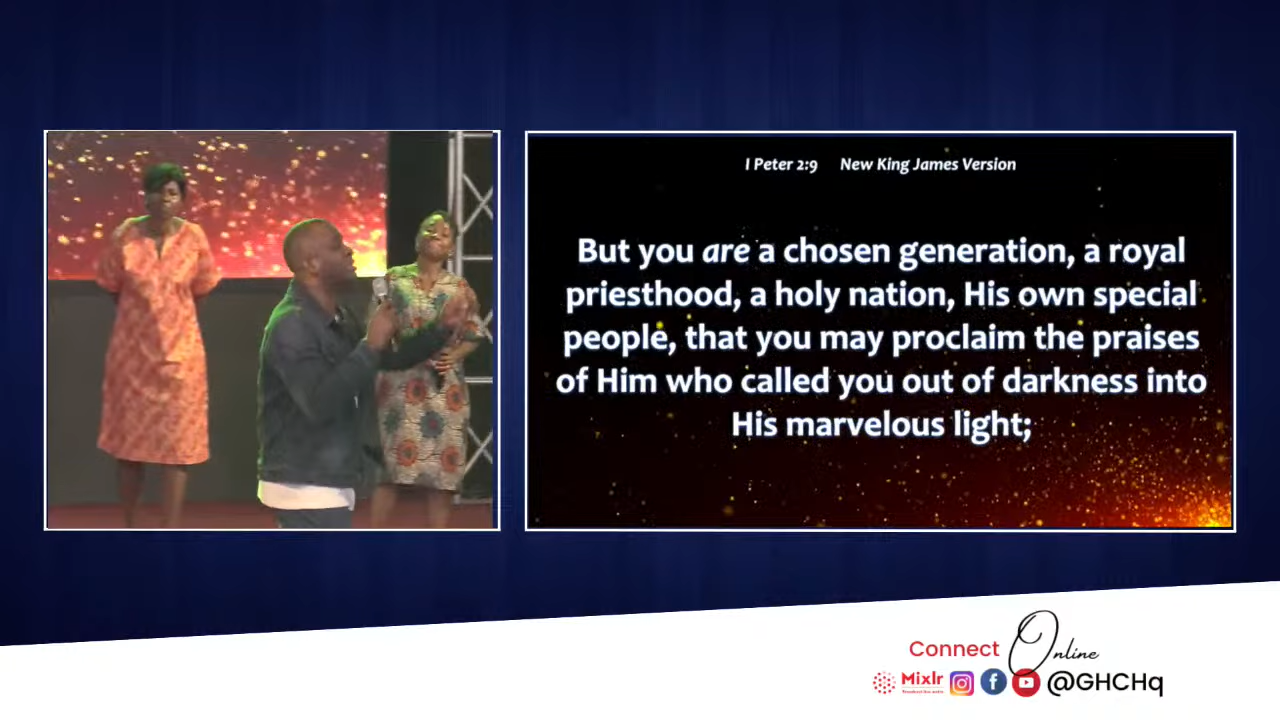 I Peter 2:9 New King James Version
But you are a chosen generation, a royal
priesthood, a holy nation, His own special
people, that you may proclaim the praises
of Him who called you out of darkness into
His marvelous light;
Connect Online
Mixlr
@GHCHq